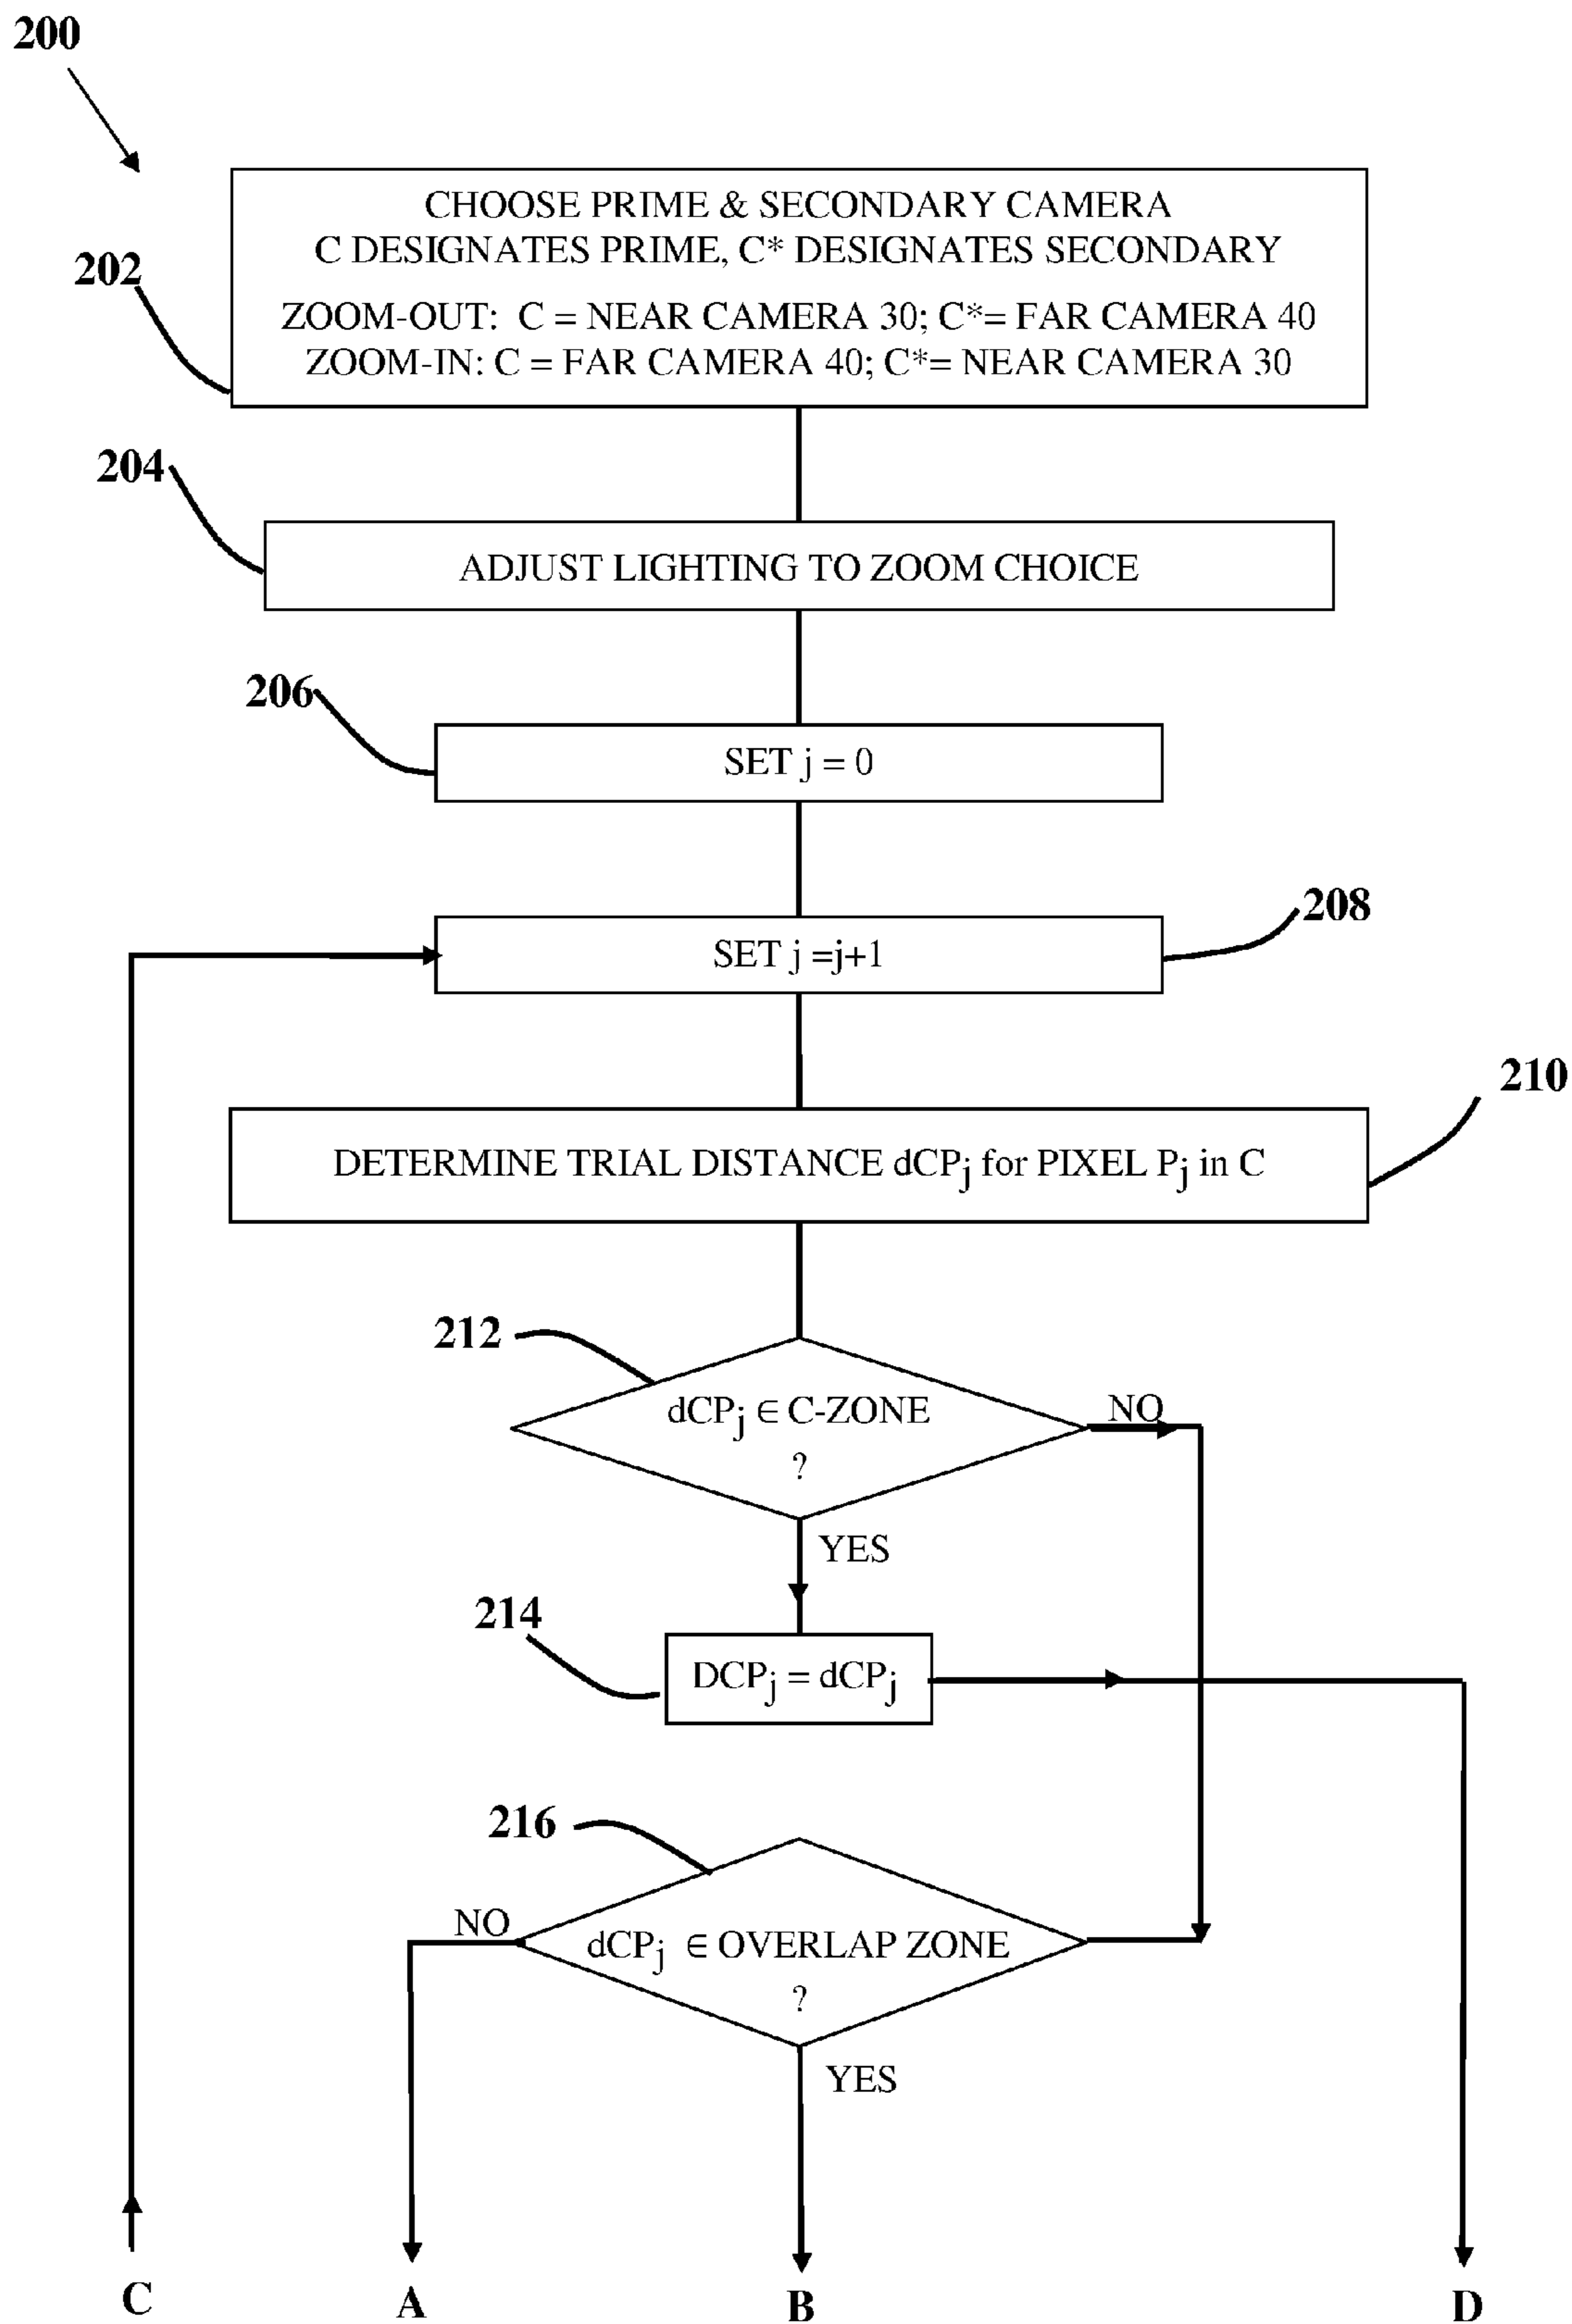 200
CHOOSE PRIME & SECONDARY CAMERA
C DESIGNATES PRIME, C* DESIGNATES SECONDARY
202
ZOOM-OUT: C = NEAR CAMERA 30; C*= FAR CAMERA 40
ZOOM-IN: C = FAR CAMERA 40; C*= NEAR CAMERA 30
204
ADJUST LIGHTING TO ZOOM CHOICE
206
SET j = 0
208
SET j =j+1
210
DETERMINE TRIAL DISTANCE dCPj for PIXEL Pj in C
212
dCPj ∈ C-ZONE
?
NO
YES
214
DCPj = dCPj
216
NO
dCPj ∈ OVERLAP ZONE
?
YES
C
A
B
D